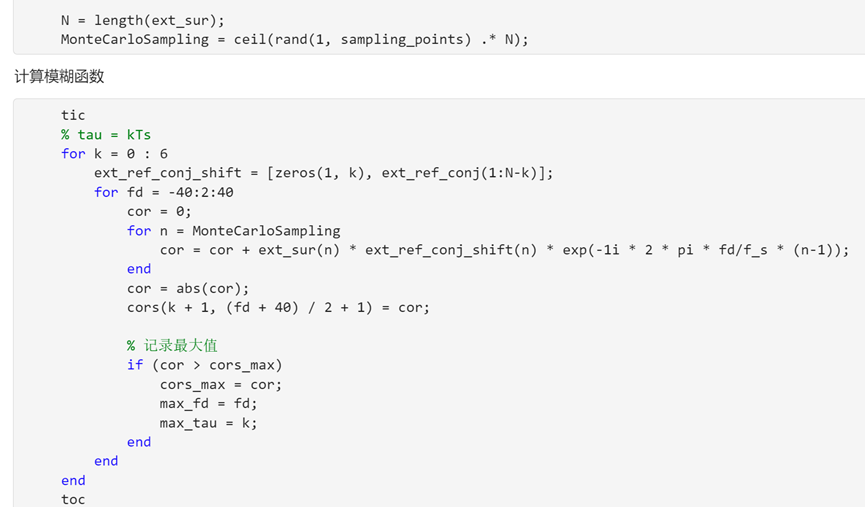 N = length(ext_sur);
MonteCarloSampling = ceil(rand(1, sampling_points) .* N);
计算模糊函数
tic
% tau = kTs
for k = 0 : 6
ext_ref_conj_shift = [zeros(1, k), ext_ref_conj(1:N-k)];
for fd = -40:2:40
cor = 0;
for n = MonteCarloSampling
cor = cor + ext_sur(n) * ext_ref_conj_shift(n) * exp(-1i * 2 * pi * fd/f_s * (n-1));
end
cor = abs(cor);
cors(k + 1, (fd + 40) / 2 + 1) = cor;
% 记录最大值
if (cor > cors_max)
cors_max = cor;
max_fd = fd;
max_tau = k;
end
end
end
toc